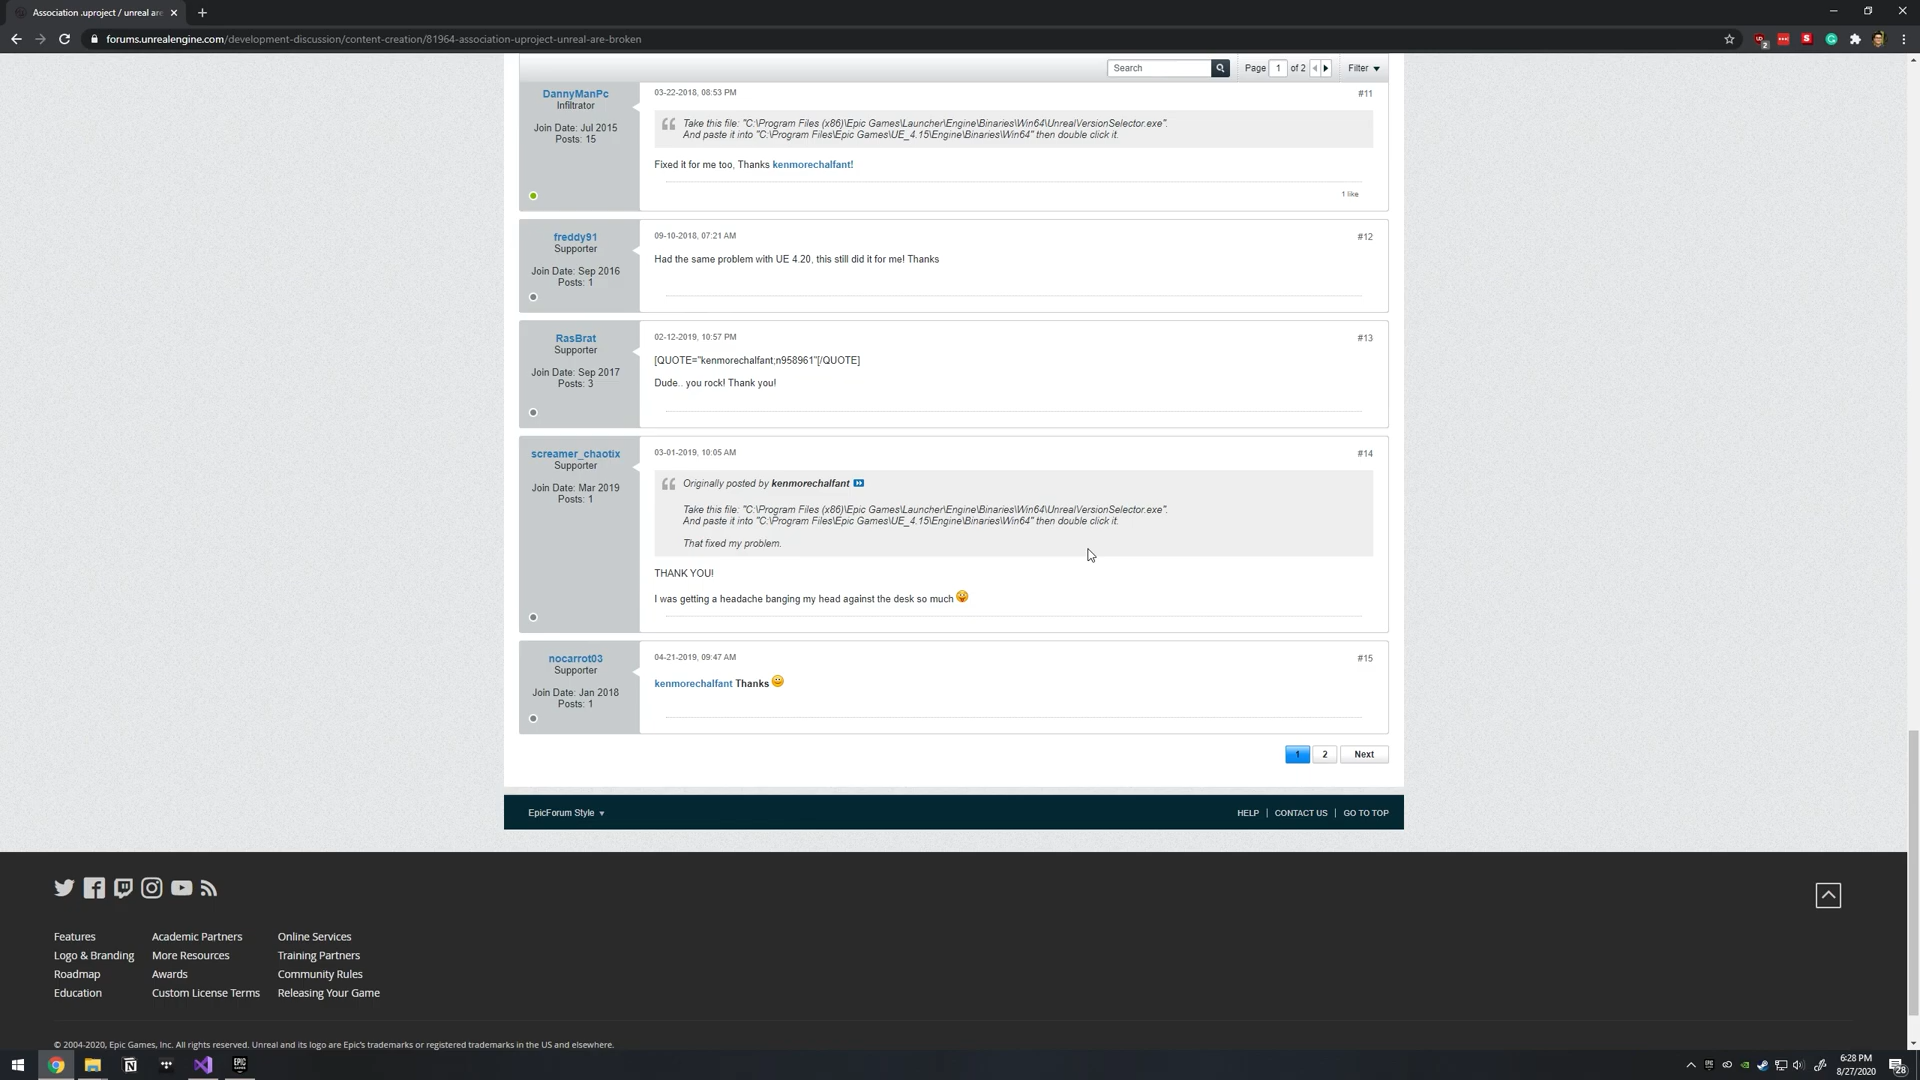 Association .uproject / unreal are
forums.unrealengine.com/development-discussion/content-creation/81964-association-uproject-unreal-are-broken
2
Search
Page 1 of 2
Filter
DannyManPc
Infiltrator
Join Date: Jul 2015
Posts: 15
03-22-2018, 08:53 PM
#11
Take this file: "C:\Program Files (x86)\Epic Games\Launcher\Engine\Binaries\Win64\UnrealVersionSelector.exe".
And paste it into "C:\Program Files\Epic Games\UE_4.15\Engine\Binaries\Win64" then double click it.
Fixed it for me too, Thanks kenmorechalfant!
1 like
freddy91
Supporter
Join Date: Sep 2016
Posts: 1
09-10-2018, 07:21 AM
#12
Had the same problem with UE 4.20, this still did it for me! Thanks
RasBrat
Supporter
Join Date: Sep 2017
Posts: 3
02-12-2019, 10:57 PM
#13
[QUOTE="kenmorechalfant;n958961"[/QUOTE]
Dude.. you rock! Thank you!
screamer_chaotix
Supporter
Join Date: Mar 2019
Posts: 1
03-01-2019, 10:05 AM
#14
Originally posted by kenmorechalfant
Take this file: "C:\Program Files (x86)\Epic Games\Launcher\Engine\Binaries\Win64\UnrealVersionSelector.exe".
And paste it into "C:\Program Files\Epic Games\UE_4.15\Engine\Binaries\Win64" then double click it.
That fixed my problem.
THANK YOU!
I was getting a headache banging my head against the desk so much
nocarrot03
Supporter
Join Date: Jan 2018
Posts: 1
04-21-2019, 09:47 AM
#15
kenmorechalfant Thanks
1 2 Next
EpicForum Style
HELP | CONTACT US | GO TO TOP
Features Academic Partners Online Services
Logo & Branding More Resources Training Partners
Roadmap Awards Community Rules
Education Custom License Terms Releasing Your Game
© 2004-2020, Epic Games, Inc. All rights reserved. Unreal and its logo are Epic's trademarks or registered trademarks in the US and elsewhere.
EPIC
6:28 PM
8/27/2020
28